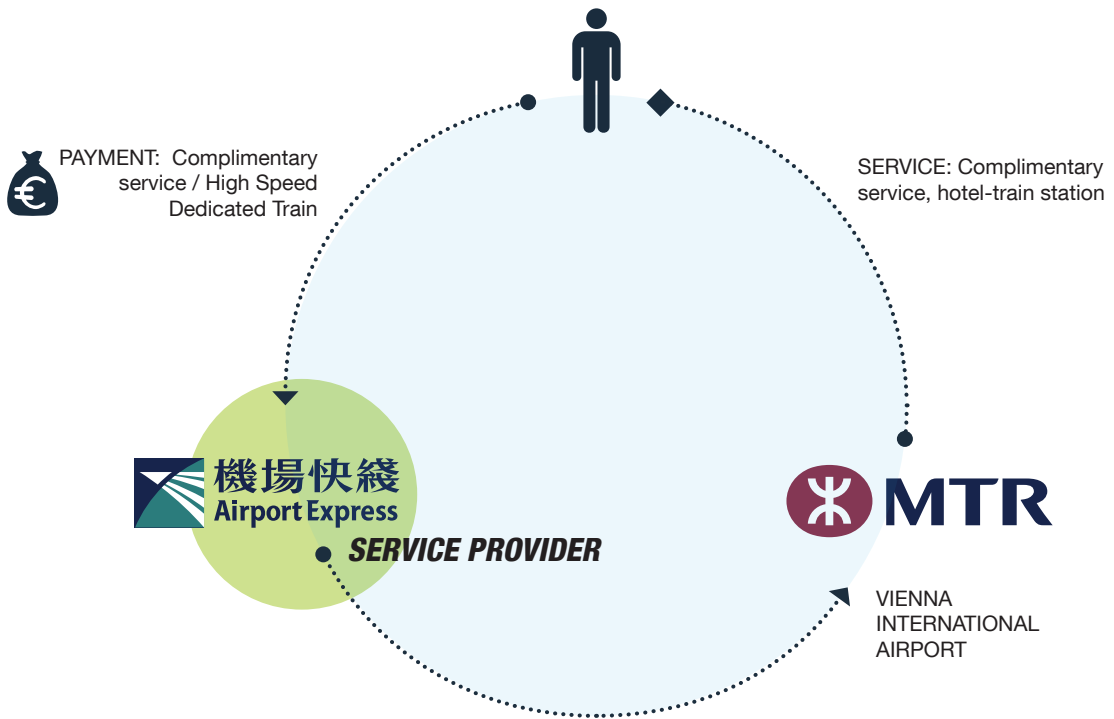 PAYMENT: Complimentary
service / High Speed
Dedicated Train
€
SERVICE: Complimentary
service, hotel-train station
機場快綫
Airport Express
SERVICE PROVIDER
MTR
VIENNA
INTERNATIONAL
AIRPORT